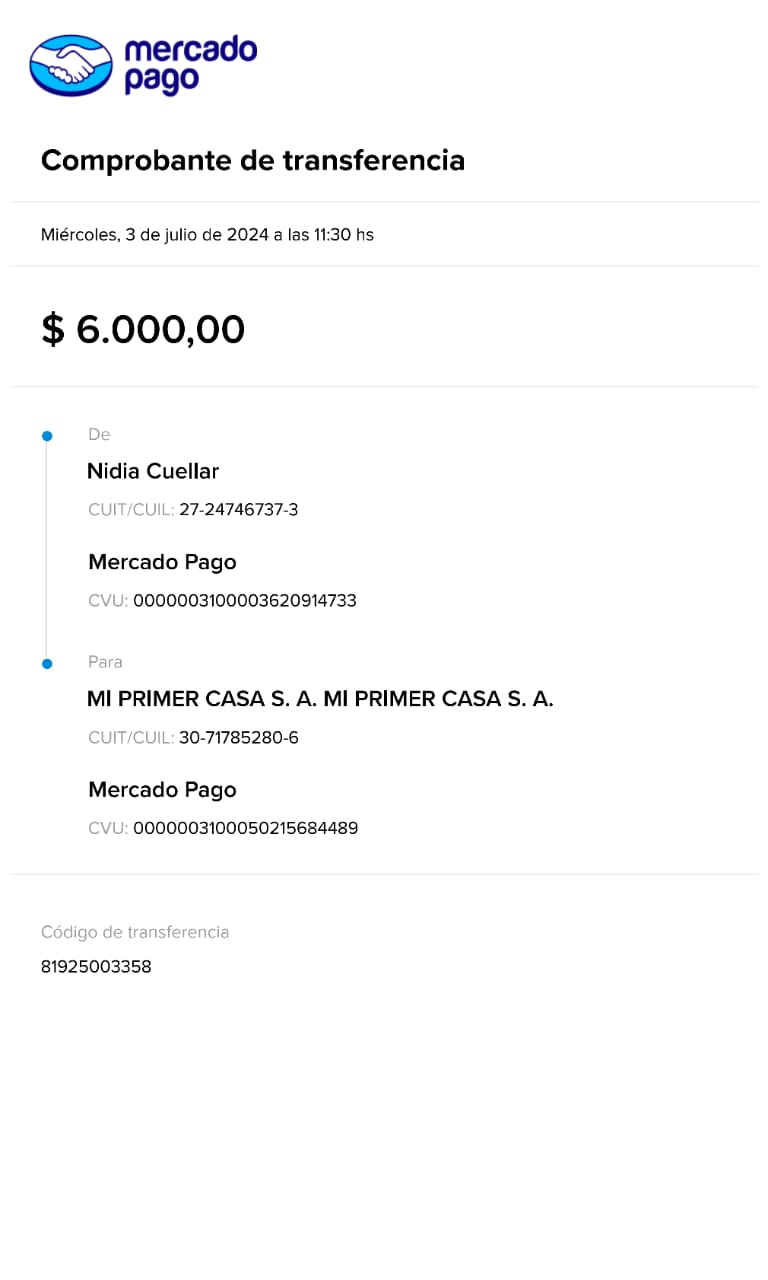 mercado
pago
Comprobante de transferencia
Miércoles, 3 de julio de 2024 a las 11:30 hs
$ 6.000,00
De
Nidia Cuellar
CUIT/CUIL: 27-24746737-3
Mercado Pago
CVU: 0000003100003620914733
Para
MI PRIMER CASA S. A. MI PRIMER CASA S. A.
CUIT/CUIL: 30-71785280-6
Mercado Pago
CVU: 0000003100050215684489
Código de transferencia
81925003358